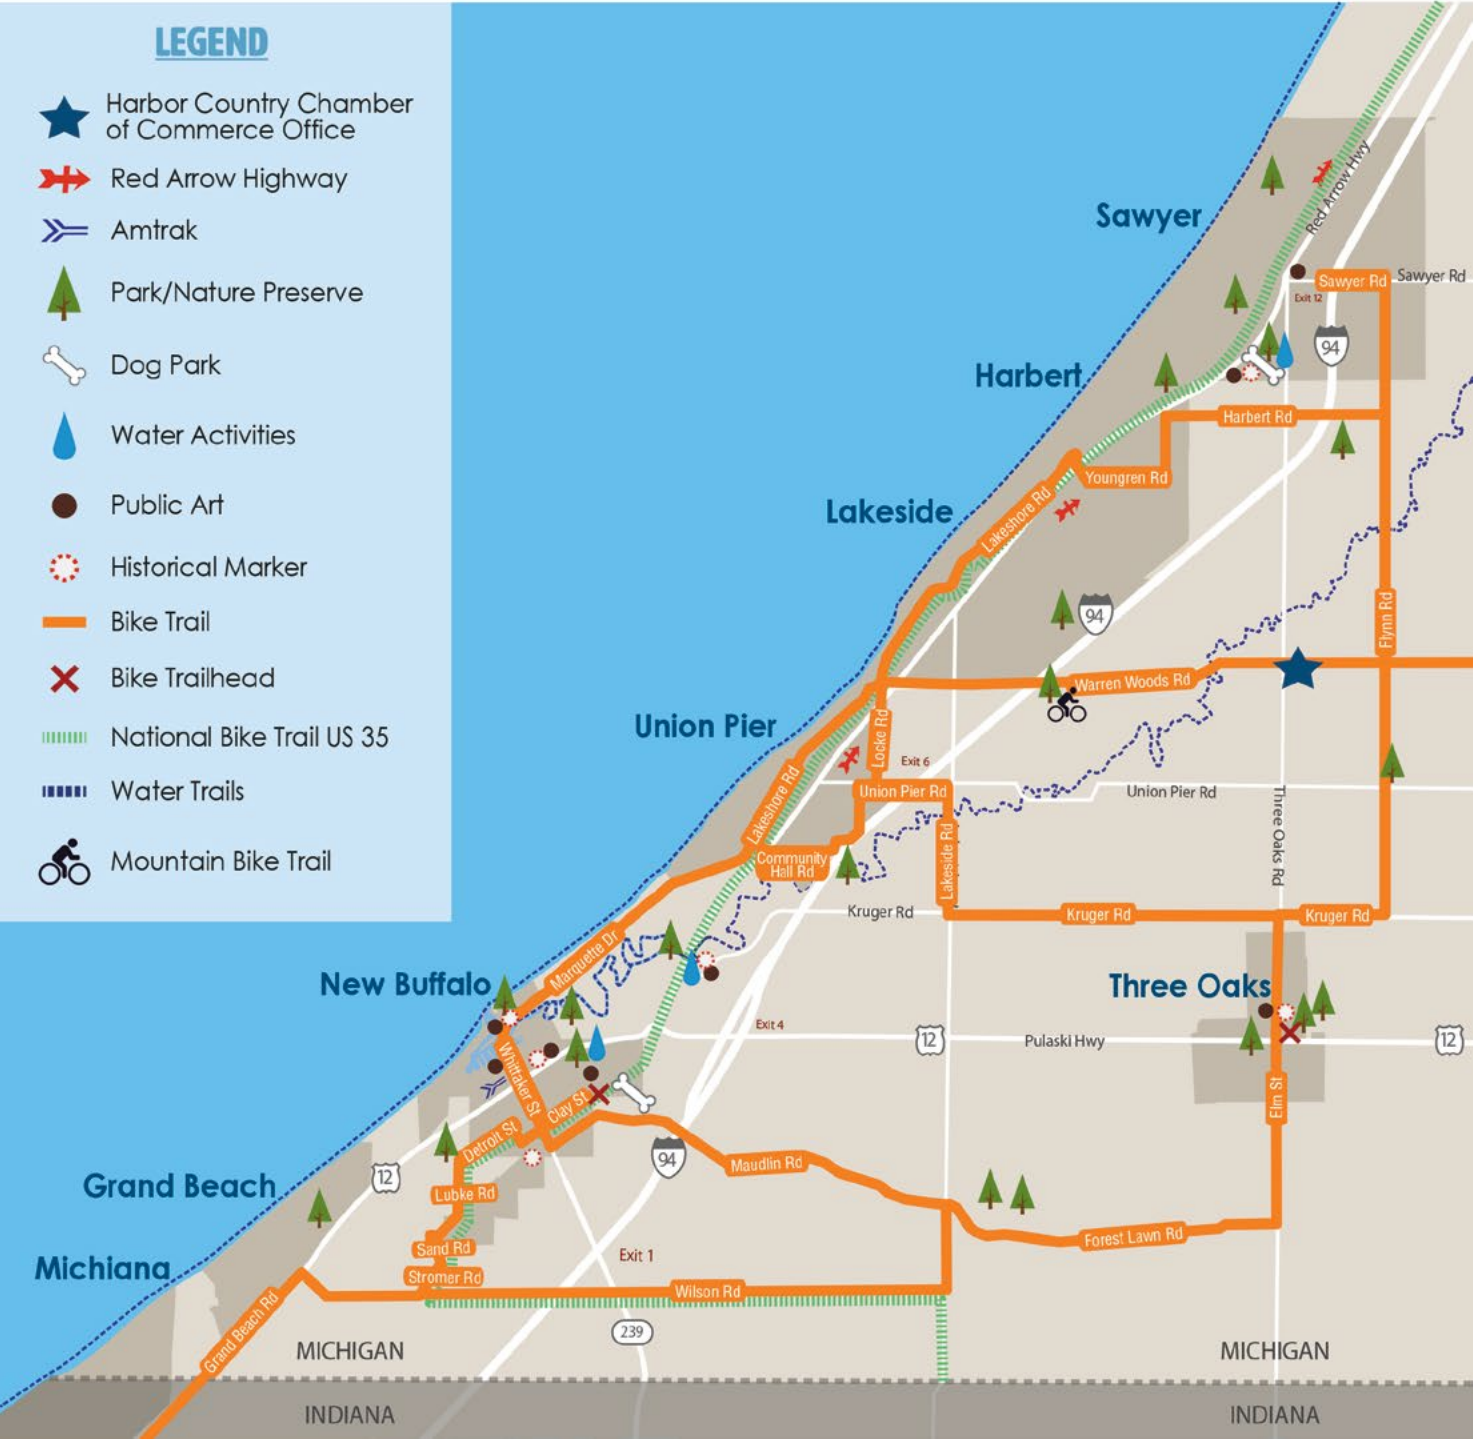 LEGEND
Harbor Country Chamber
of Commerce Office
Red Arrow Highway
Amtrak
Park/Nature Preserve
Dog Park
Water Activities
Public Art
Historical Marker
Bike Trail
Bike Trailhead
National Bike Trail US 35
Water Trails
Mountain Bike Trail
Red Arrow Hwy
Sawyer
Sawyer Rd
Sawyer Rd
Exit 12
94
Harbert
Harbert Rd
Youngren Rd
Lakeside
Lakeshore Rd
94
Flynn Rd
Warren Woods Rd
Union Pier
Locke Rd
Exit 6
Union Pier Rd
Union Pier Rd
Lakeshore Rd
Three Oaks Rd
Lakeside Rd
Community
Hall Rd
Kruger Rd
Kruger Rd
Kruger Rd
Marquette Dr
New Buffalo
Three Oaks
Exit 4
12
Pulaski Hwy
12
Whittaker St
Clay St
Elm St
Detroit St
94
Maudlin Rd
12
Grand Beach
Lubke Rd
Forest Lawn Rd
Sand Rd
Exit 1
Michiana
Stromer Rd
Wilson Rd
Grand Beach Rd
239
MICHIGAN
MICHIGAN
INDIANA
INDIANA